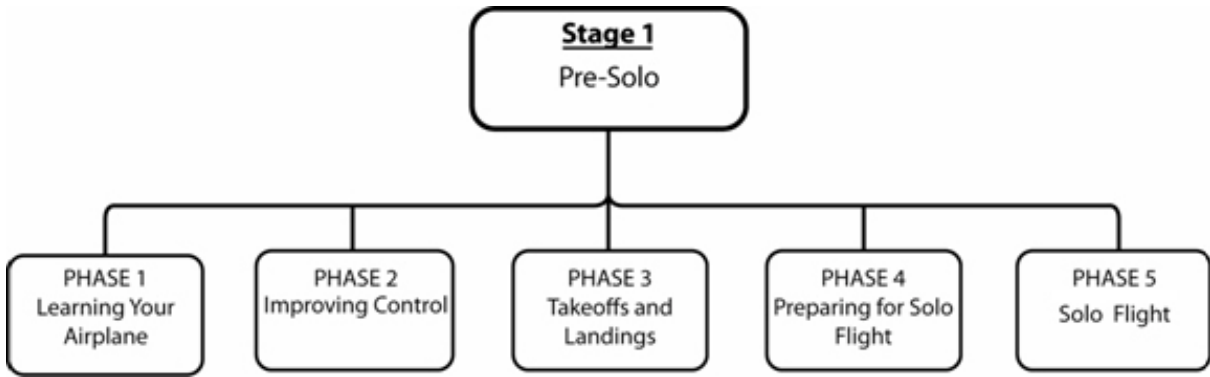 Stage 1
Pre-Solo
PHASE 1
Learning Your
Airplane
PHASE 2
Improving Control
PHASE 3
Takeoffs and
Landings
PHASE 4
Preparing for Solo
Flight
PHASE 5
Solo Flight